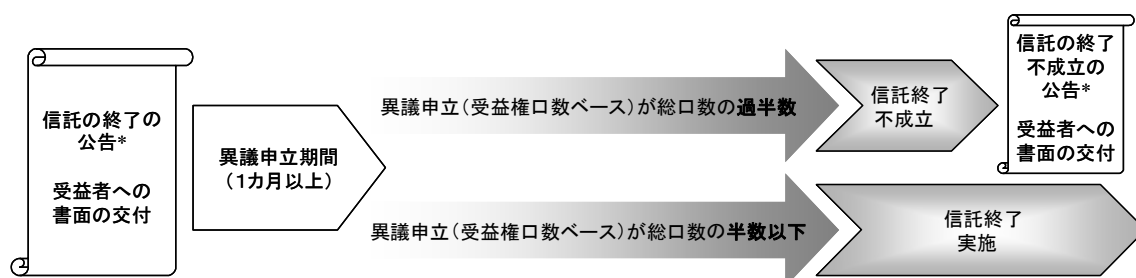 信託の終了の
公告*
受益者への
書面の交付
異議申立期間
（1カ月以上）
異議申立（受益権口数ベース）が総口数の過半数
信託終了
不成立
信託の終了
不成立の
公告*
受益者への
書面の交付
異議申立（受益権口数ベース）が総口数の半数以下
信託終了
実施